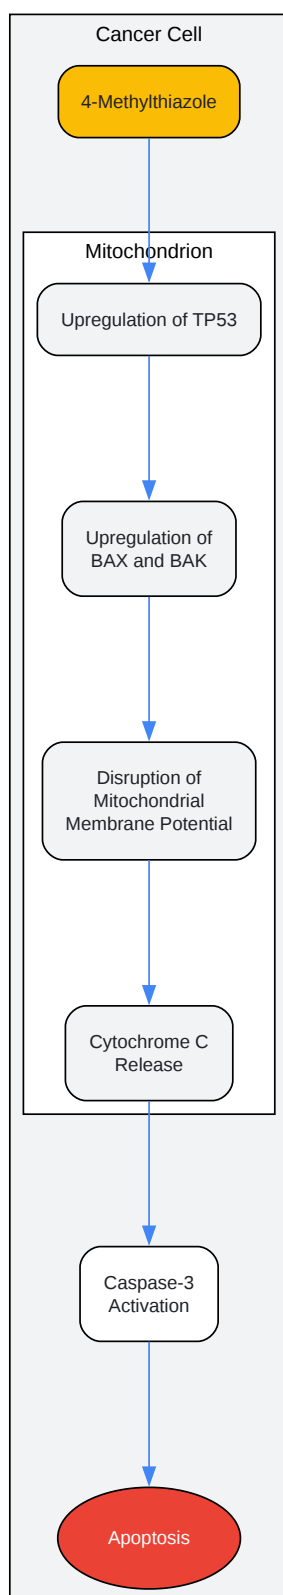 Cancer Cell
4-Methylthiazole
Mitochondrion
Upregulation of TP53
Upregulation of
BAX and BAK
Disruption of
Mitochondrial
Membrane Potential
Cytochrome C
Release
Caspase-3
Activation
Apoptosis